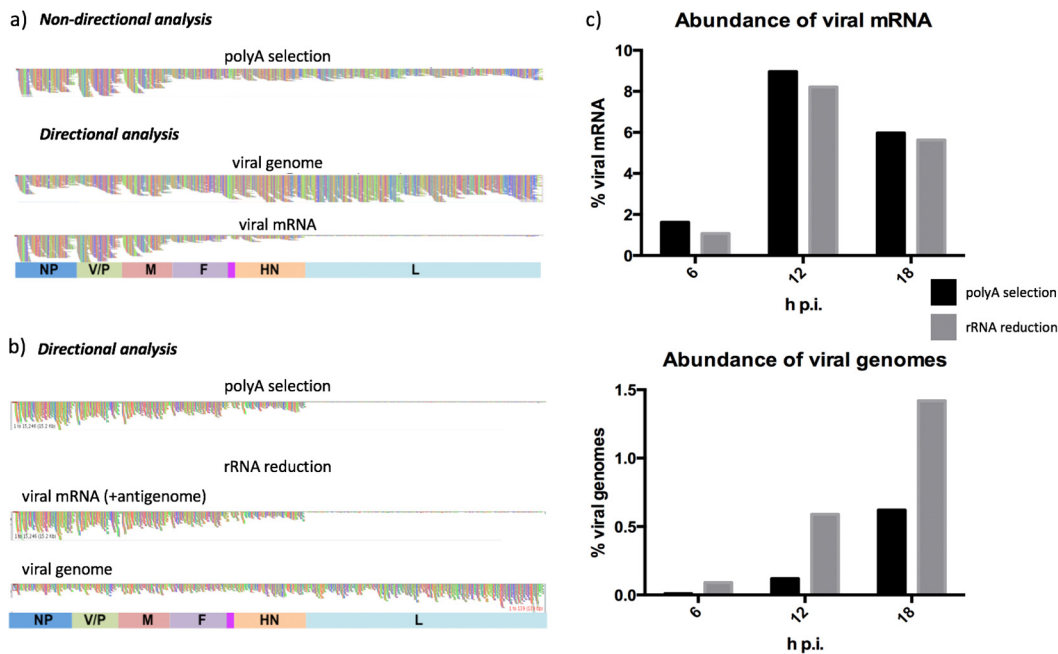 a) Non-directional analysis
polyA selection
Directional analysis
viral genome
viral mRNA
NP V/P M F HN L
b) Directional analysis
polyA selection
rRNA reduction
viral mRNA (+antigenome)
viral genome
NP V/P M F HN L
c) Abundance of viral mRNA
% viral mRNA
10
8
6
4
2
0
6 12 18
h p.i.
polyA selection
rRNA reduction
Abundance of viral genomes
% viral genomes
1.5
1.0
0.5
0.0
6 12 18
h p.i.